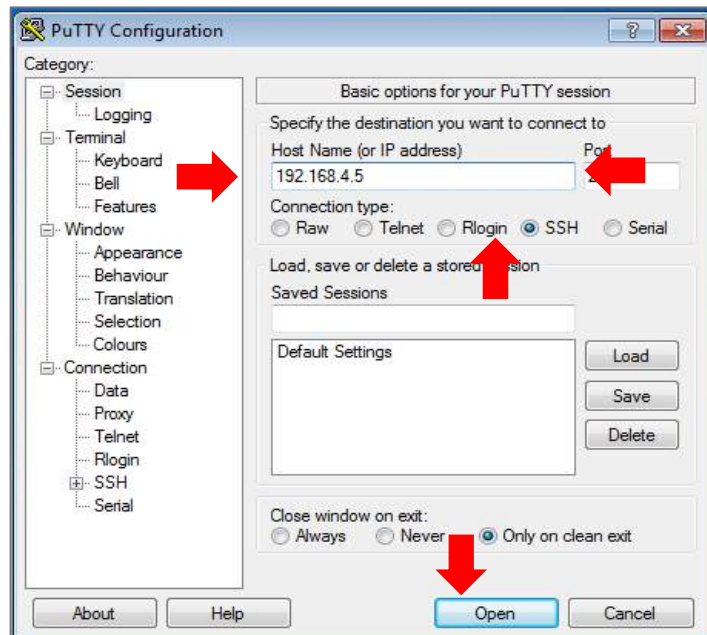 PuTTY Configuration
Category:
Session
Logging
Terminal
Keyboard
Bell
Features
Window
Appearance
Behaviour
Translation
Selection
Colours
Connection
Data
Proxy
Telnet
Rlogin
SSH
Serial
Basic options for your PuTTY session
Specify the destination you want to connect to
Host Name (or IP address)
192.168.4.5
Connection type:
Raw Telnet Rlogin SSH Serial
Load, save or delete a stored
Saved Sessions
Default Settings
Load
Save
Delete
Close window on exit:
Always Never Only on clean exit
About Help Open Cancel